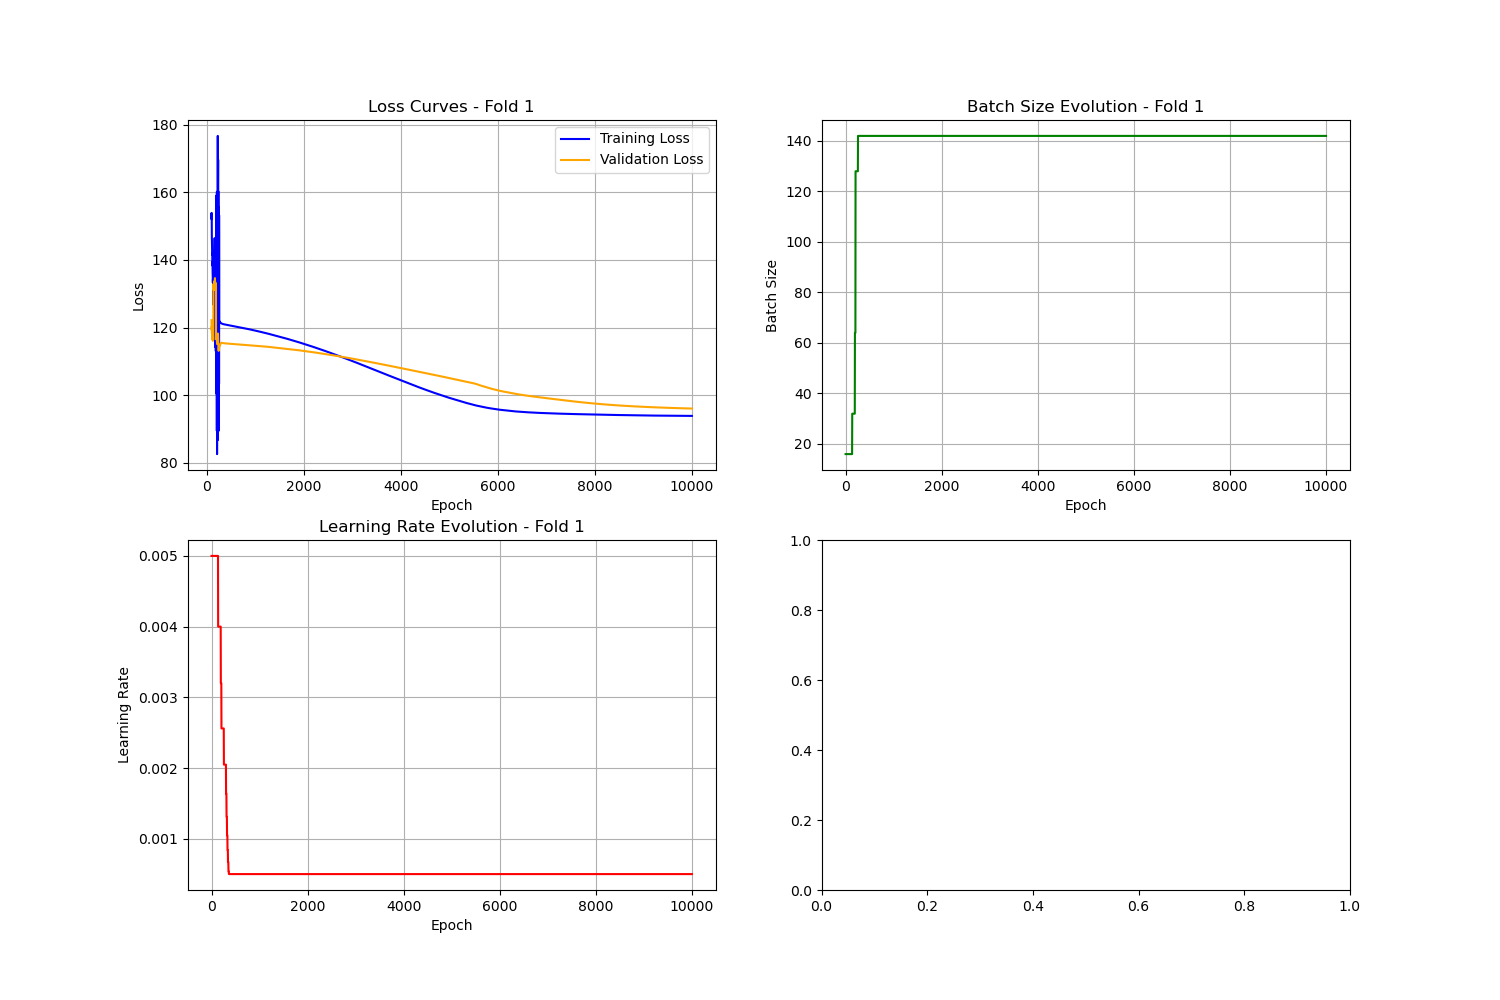 Loss Curves - Fold 1
180
160
140
120
100
80
Loss
Training Loss
Validation Loss
0 2000 4000 6000 8000 10000
Epoch
Batch Size Evolution - Fold 1
140
120
100
80
60
40
20
Batch Size
0 2000 4000 6000 8000 10000
Epoch
Learning Rate Evolution - Fold 1
0.005
0.004
0.003
0.002
0.001
Learning Rate
0 2000 4000 6000 8000 10000
Epoch
1.0
0.8
0.6
0.4
0.2
0.0
0.0 0.2 0.4 0.6 0.8 1.0